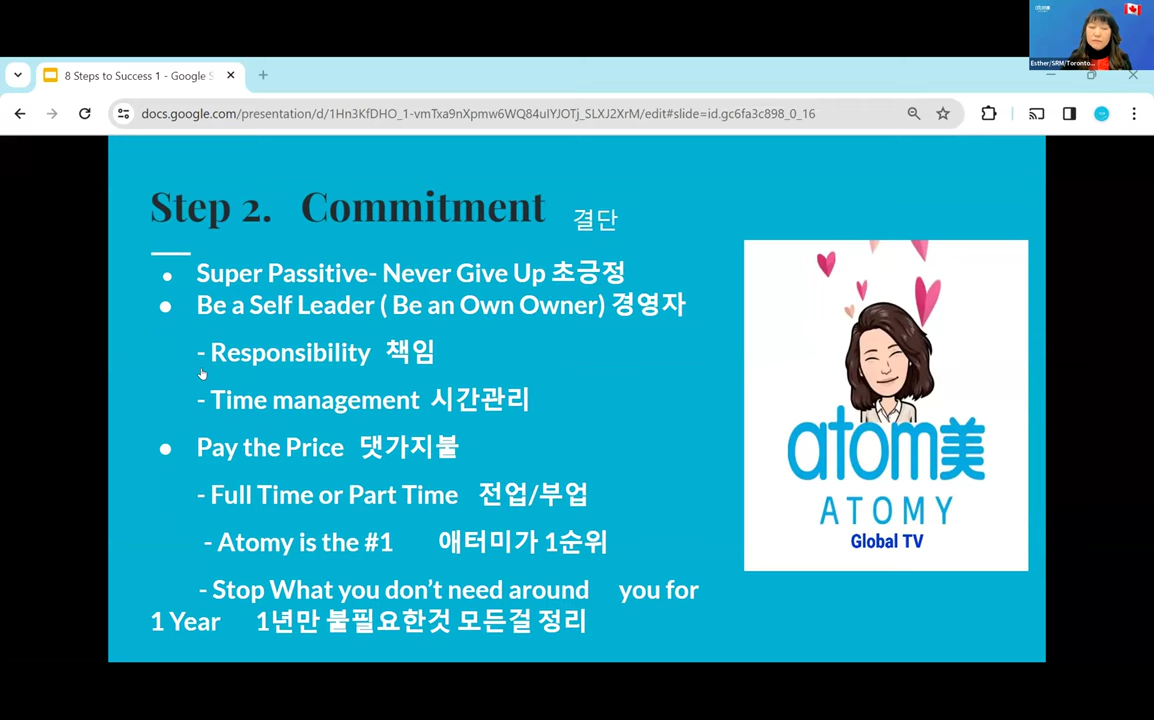 atom美
Esther/SRM/Toronto...
8 Steps to Success 1 - Google S
docs.google.com/presentation/d/1Hn3KfDHO_1-vmTxa9nXpmw6WQ84uIYJOTj_SLXJ2XrM/edit#slide=id.gc6fa3c898_0_16
Step 2. Commitment 결단
● Super Passitive- Never Give Up 초긍정
● Be a Self Leader ( Be an Own Owner) 경영자
- Responsibility 책임
- Time management 시간관리
● Pay the Price 댓가지불
- Full Time or Part Time 전업/부업
- Atomy is the #1 애터미가 1순위
- Stop What you don’t need around you for
1 Year 1년만 불필요한것 모든걸 정리
atom美
ATOMY
Global TV